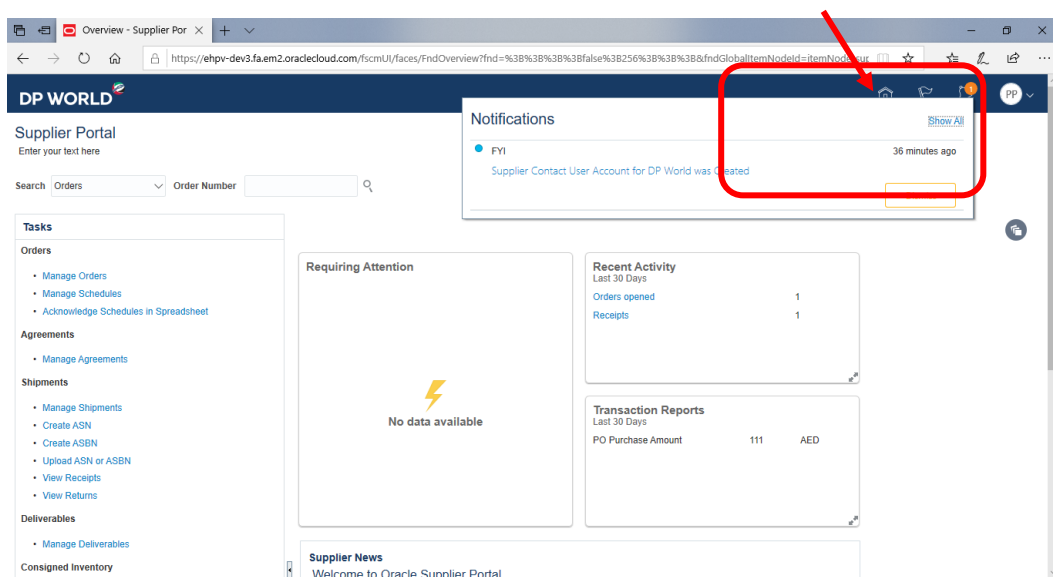 Overview - Supplier Por
https://ehpv-dev3.fa.em2.oraclecloud.com/fscmUI/faces/FndOverview?fnd=%3B%3B%3B%3Bfalse%3B256%3B%3B%3B&fndGlobalItemNodeId=itemNode
DP WORLD
PP
Supplier Portal
Enter your text here
Notifications
Show All
FYI
36 minutes ago
Supplier Contact User Account for DP World was Created
Search Orders Order Number
Tasks
Orders
• Manage Orders
• Manage Schedules
• Acknowledge Schedules in Spreadsheet
Agreements
• Manage Agreements
Shipments
• Manage Shipments
• Create ASN
• Create ASBN
• Upload ASN or ASBN
• View Receipts
• View Returns
Deliverables
• Manage Deliverables
Consigned Inventory
Requiring Attention
No data available
Recent Activity
Last 30 Days
Orders opened 1
Receipts 1
Transaction Reports
Last 30 Days
PO Purchase Amount 111 AED
Supplier News
Welcome to Oracle Supplier Portal